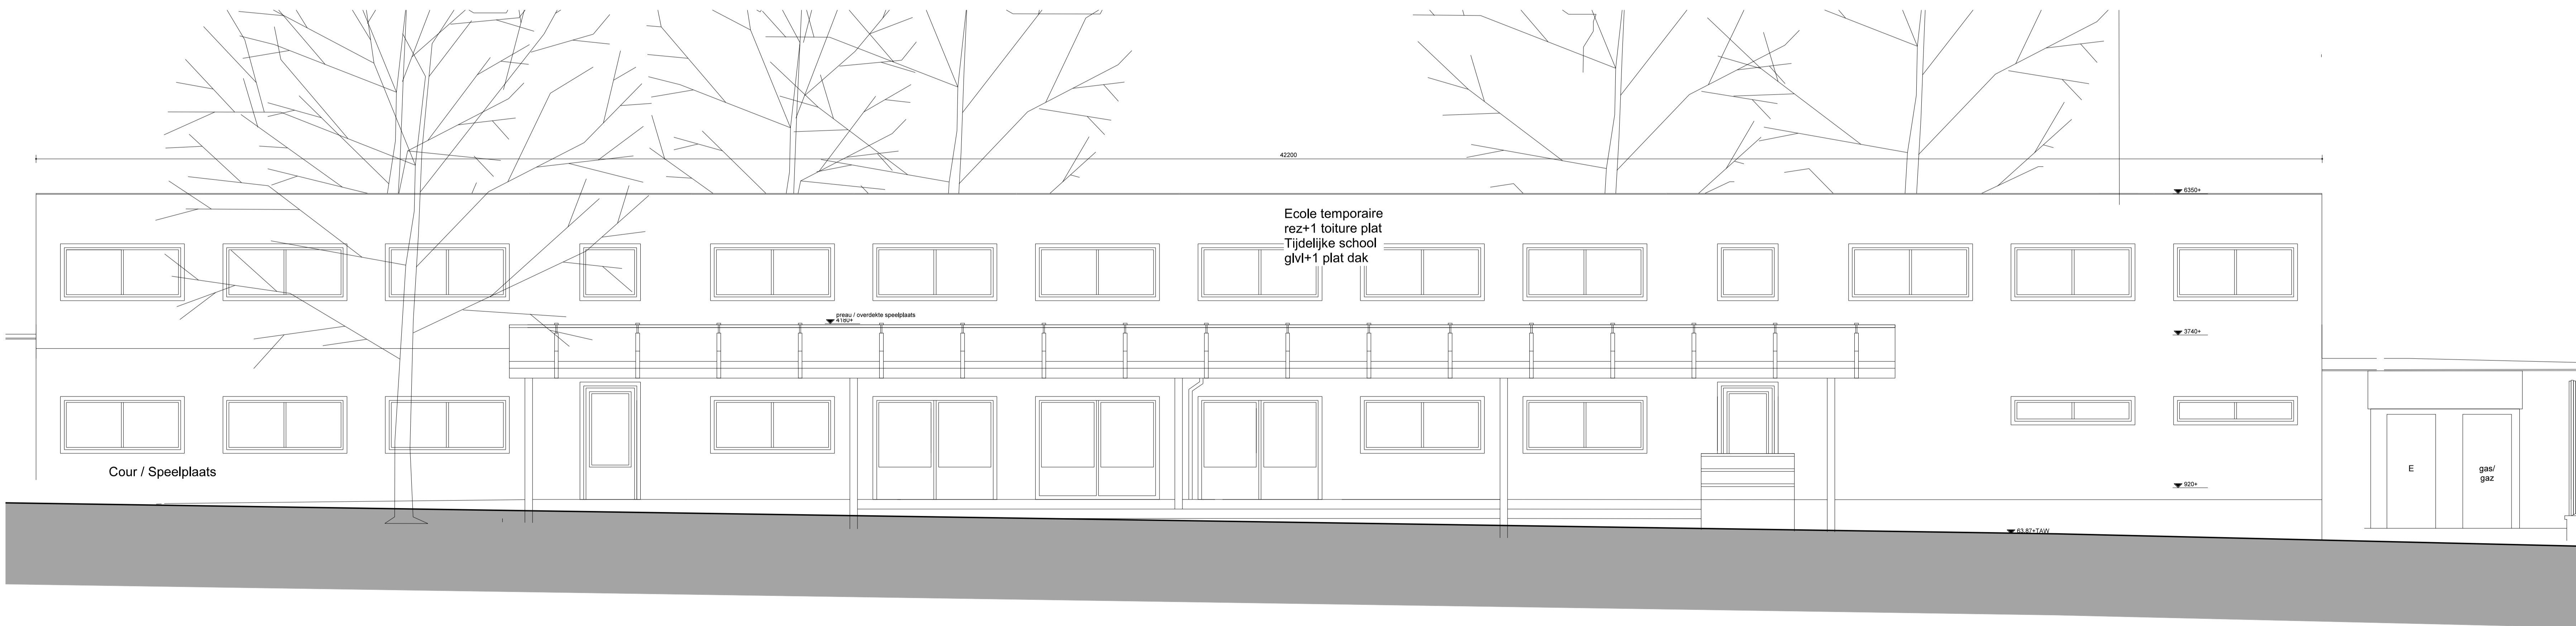 42200
6350+
Ecole temporaire
rez+1 toiture plat
Tijdelijke school
glvl+1 plat dak
preau / overdekte speelplaats
4180+
3740+
Cour / Speelplaats
E
gas/
gaz
920+
63.87+TAW